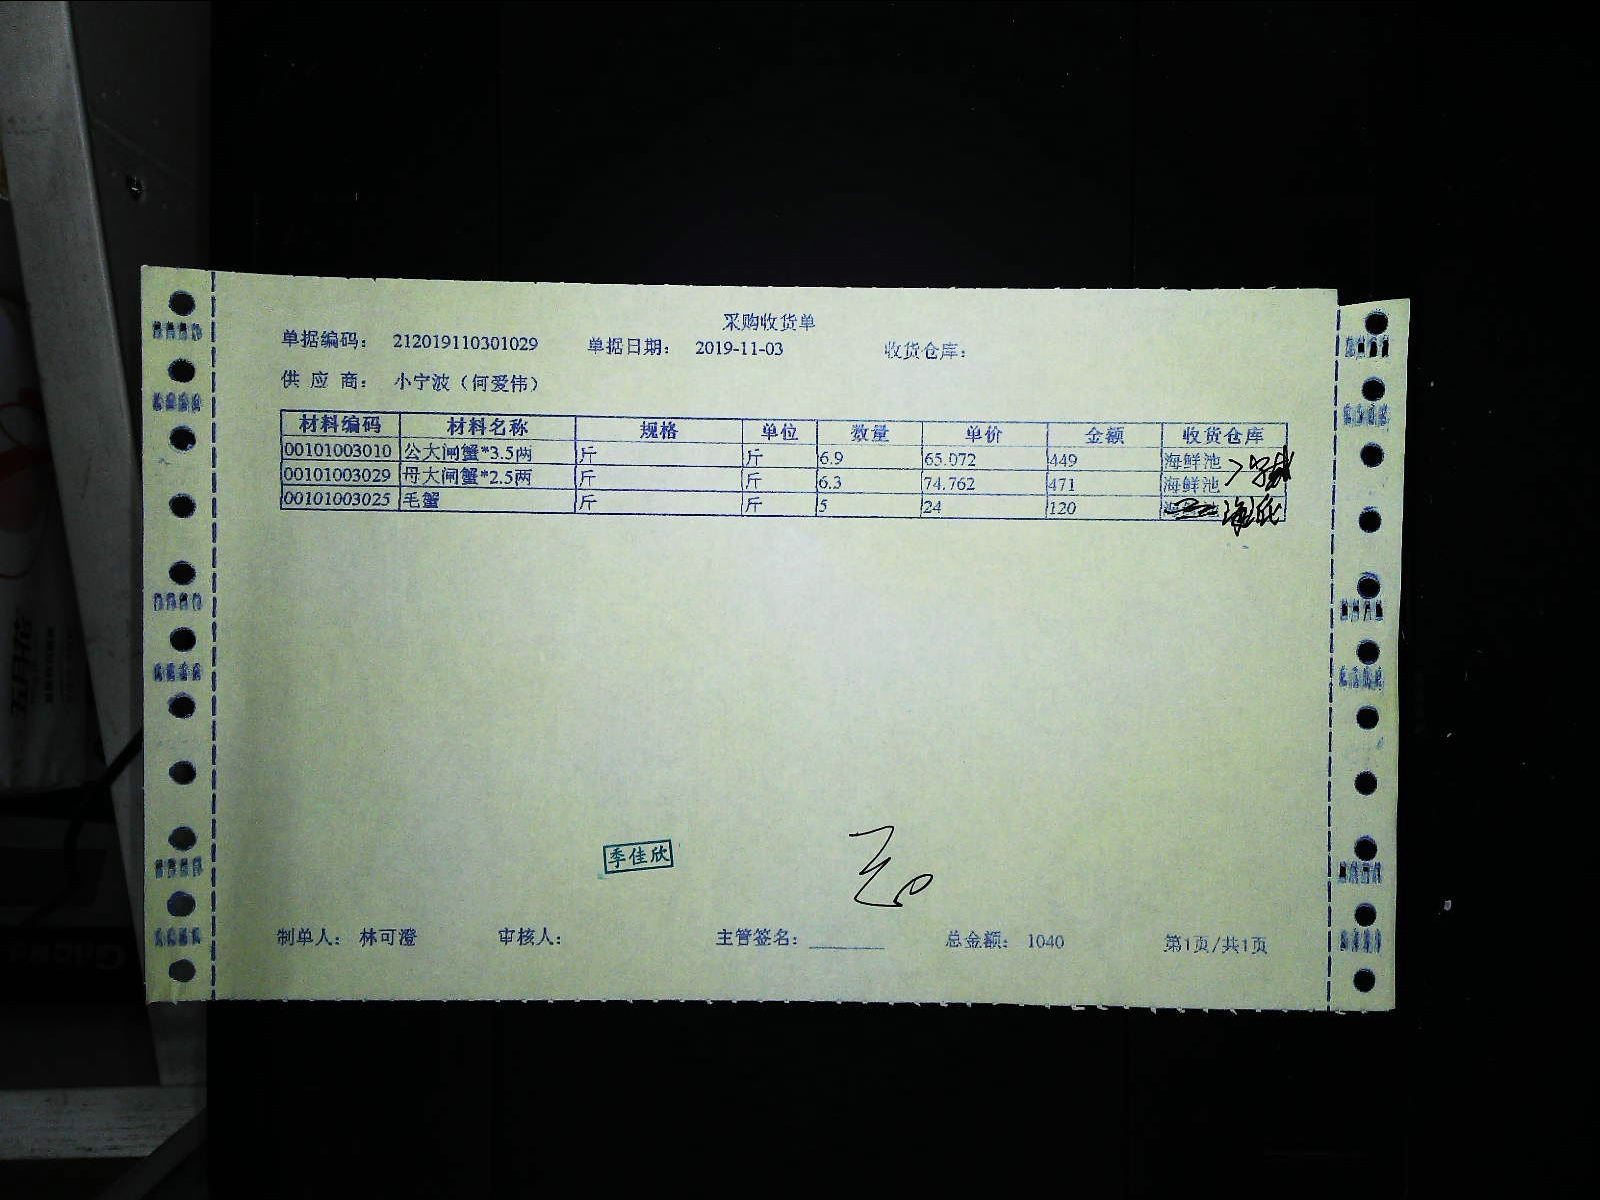 采购收货单
单据编码： 212019110301029 单据日期： 2019-11-03 收货仓库：
供 应 商： 小宁波（何爱伟）
材料编码 材料名称 规格 单位 数量 单价 金额 收货仓库
00101003010 公大闸蟹*3.5两 斤 斤 6.9 65.072 449 海鲜池
00101003029 母大闸蟹*2.5两 斤 斤 6.3 74.762 471 海鲜池
00101003025 毛蟹 斤 斤 5 24 120
季佳欣
制单人： 林可澄 审核人： 主管签名：________ 总金额： 1040 第1页/共1页